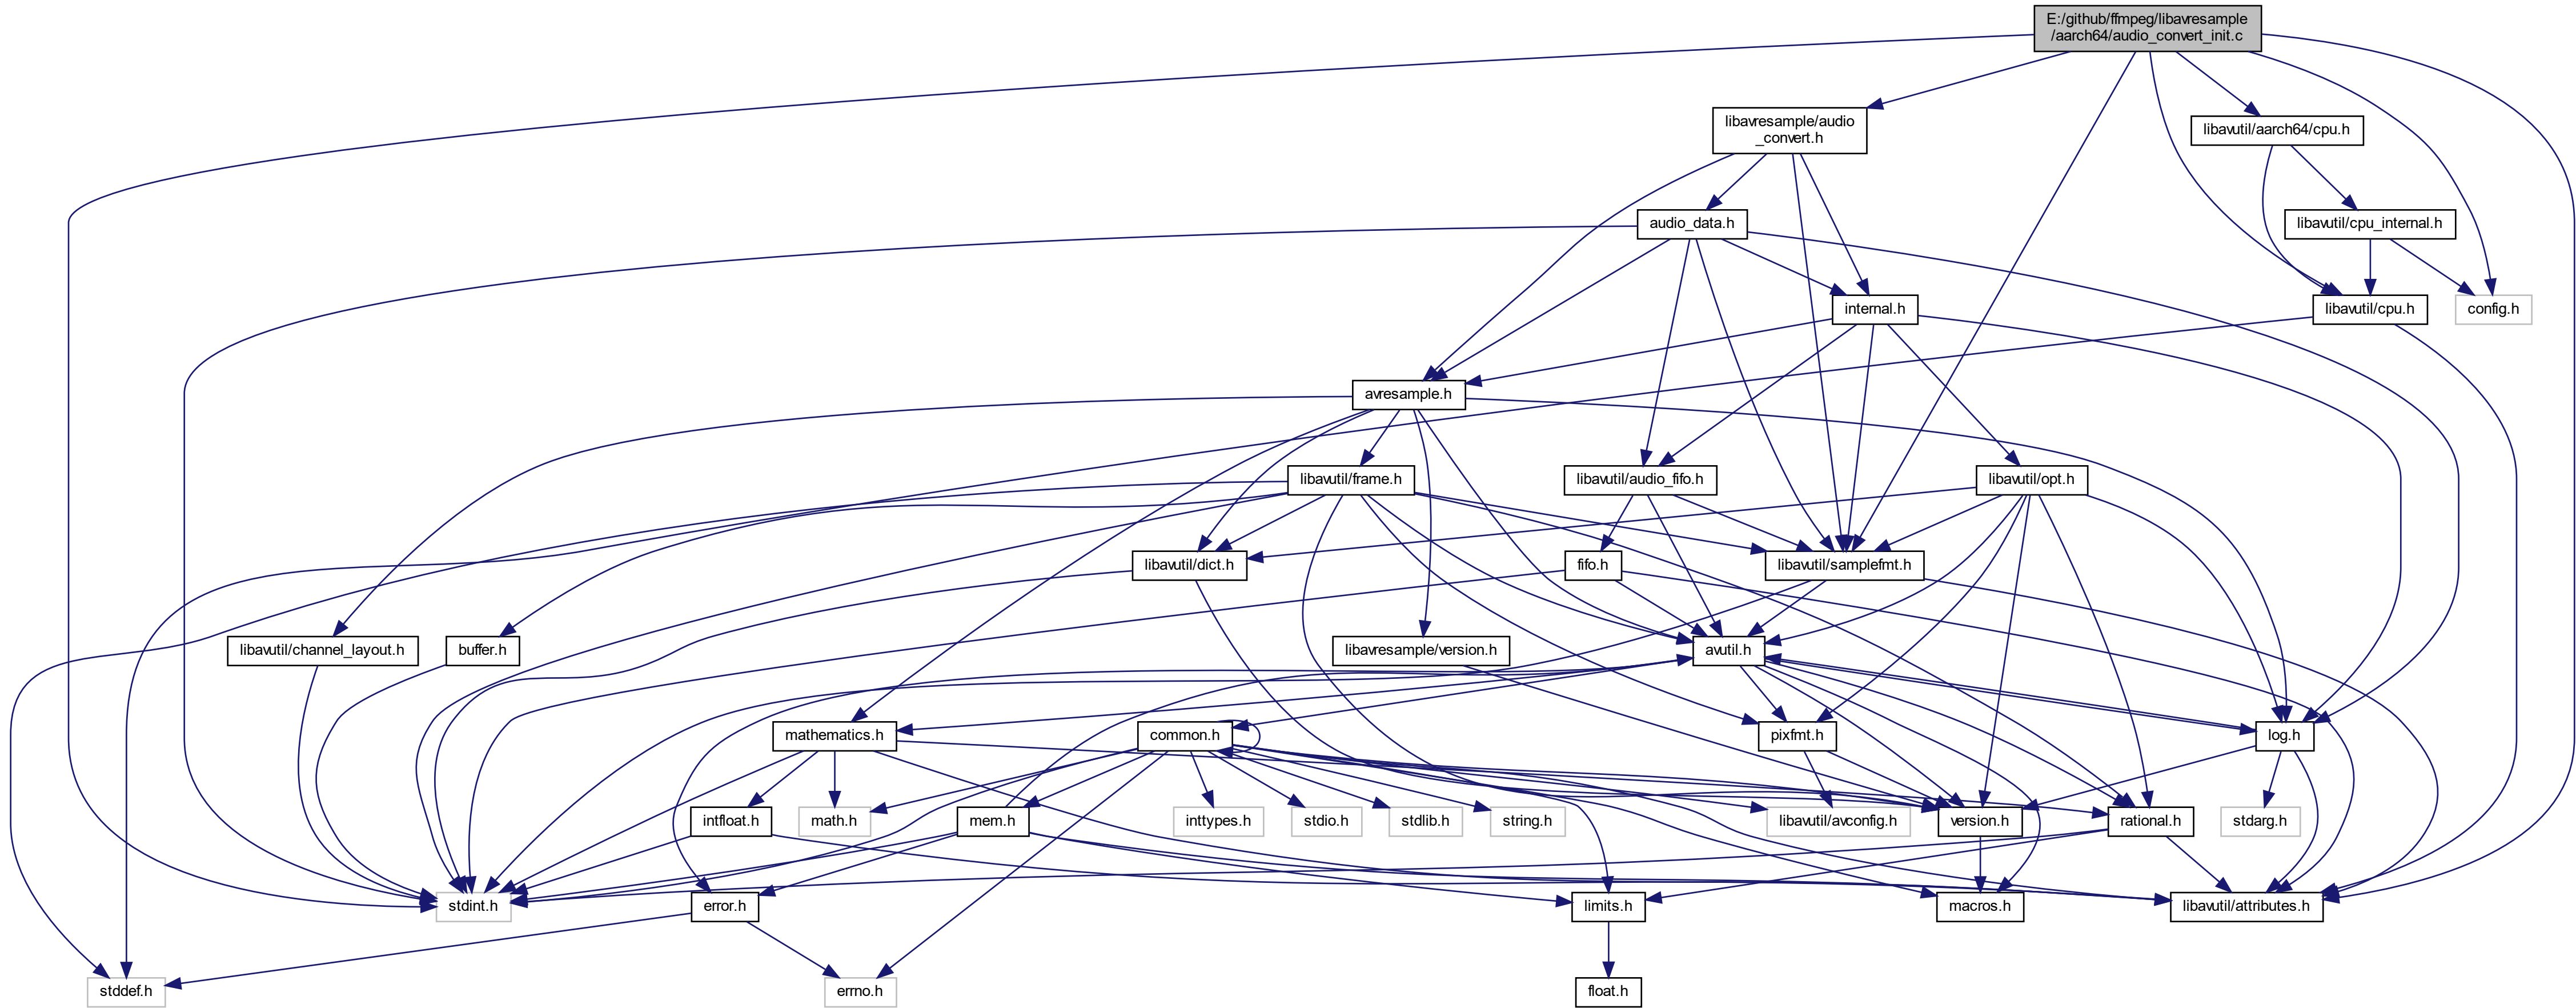 E:/github/ffmpeg/libavresample
/aarch64/audio_convert_init.c
libavresample/audio
_convert.h
libavutil/aarch64/cpu.h
audio_data.h
libavutil/cpu_internal.h
internal.h
libavutil/cpu.h
config.h
avresample.h
libavutil/frame.h
libavutil/audio_fifo.h
libavutil/opt.h
libavutil/dict.h
fifo.h
libavutil/samplefmt.h
libavutil/channel_layout.h
buffer.h
libavresample/version.h
avutil.h
mathematics.h
common.h
pixfmt.h
log.h
intfloat.h
math.h
mem.h
inttypes.h
stdio.h
stdlib.h
string.h
libavutil/avconfig.h
version.h
rational.h
stdarg.h
stdint.h
error.h
limits.h
macros.h
libavutil/attributes.h
stddef.h
errno.h
float.h